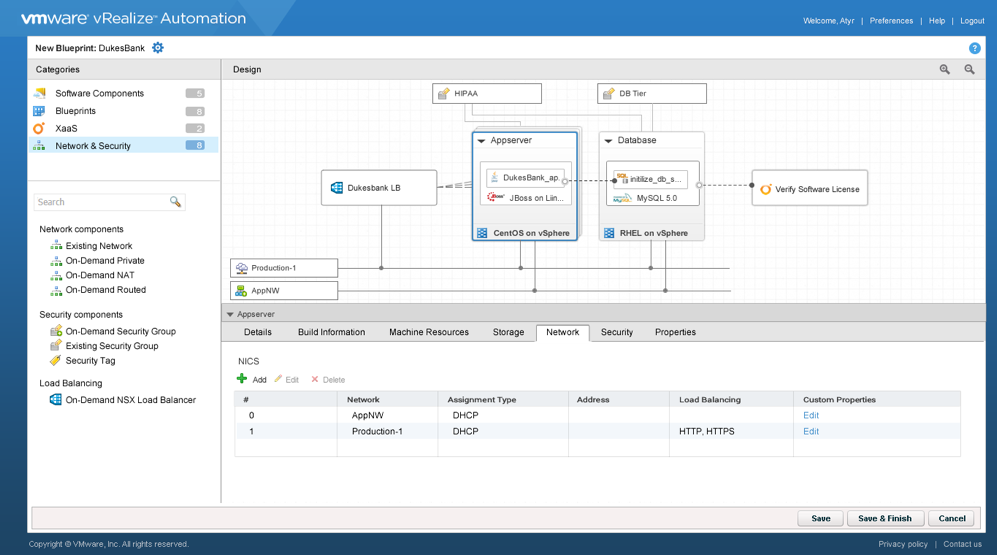 vmware® vRealize™ Automation
Welcome, Atyr | Preferences | Help | Logout
New Blueprint: DukesBank
?
Categories
Software Components 5
Blueprints 8
XaaS 2
Network & Security 8
Search
Network components
Existing Network
On-Demand Private
On-Demand NAT
On-Demand Routed
Security components
On-Demand Security Group
Existing Security Group
Security Tag
Load Balancing
On-Demand NSX Load Balancer
Design
HIPAA
DB Tier
Appserver
Database
Dukesbank LB
DukesBank_ap.
SQL initilize_db_s...
Verify Software License
JBoss JBoss on Liin...
MySQL MySQL 5.0
CentOS on vSphere
RHEL on vSphere
Production-1
AppNW
Appserver
Details Build Information Machine Resources Storage Network Security Properties
NICS
Add Edit Delete
# Network Assignment Type Address Load Balancing Custom Properties
0 AppNW DHCP Edit
1 Production-1 DHCP HTTP, HTTPS Edit
Save Save & Finish Cancel
Copyright © VMware, Inc. All rights reserved.
Privacy policy | Contact us